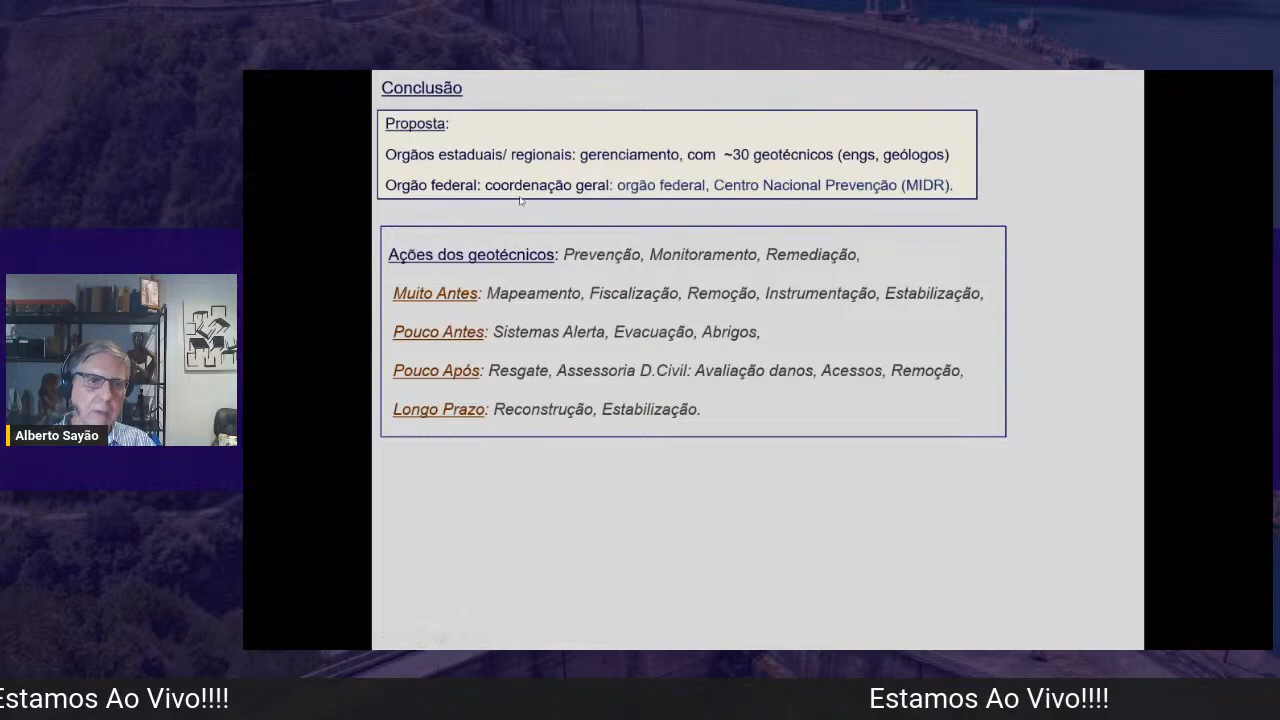 Conclusão
Proposta:
Orgãos estaduais/ regionais: gerenciamento, com ~30 geotécnicos (engs, geólogos)
Orgão federal: coordenação geral: orgão federal, Centro Nacional Prevenção (MIDR).
Ações dos geotécnicos: Prevenção, Monitoramento, Remediação,
Muito Antes: Mapeamento, Fiscalização, Remoção, Instrumentação, Estabilização,
Pouco Antes: Sistemas Alerta, Evacuação, Abrigos,
Pouco Após: Resgate, Assessoria D.Civil: Avaliação danos, Acessos, Remoção,
Longo Prazo: Reconstrução, Estabilização.
Alberto Sayão
Estamos Ao Vivo!!!! Estamos Ao Vivo!!!!